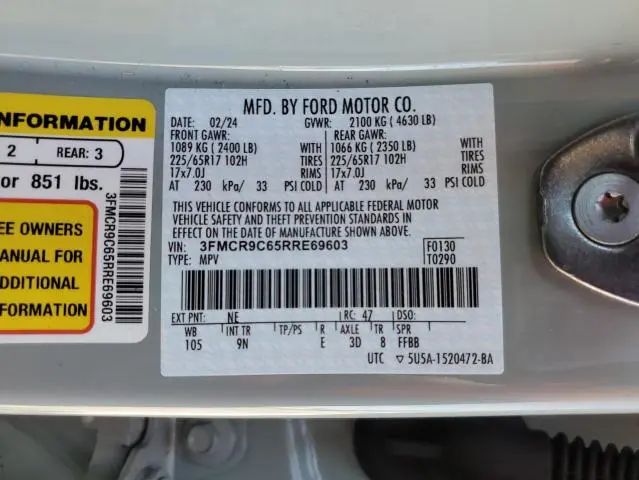 INFORMATION
2 REAR: 3
or 851 lbs.
EE OWNERS
MANUAL FOR
ADDITIONAL
FORMATION
3FMCR9C65RRE69603
MFD. BY FORD MOTOR CO.
DATE: 02/24 GVWR: 2100 KG ( 4630 LB)
FRONT GAWR: REAR GAWR:
1089 KG ( 2400 LB) WITH 1066 KG ( 2350 LB) WITH
225/65R17 102H TIRES 225/65R17 102H TIRES
17x7.0J RIMS 17x7.0J RIMS
AT 230 kPa/ 33 PSI COLD AT 230 kPa/ 33 PSI COLD
THIS VEHICLE CONFORMS TO ALL APPLICABLE FEDERAL MOTOR
VEHICLE SAFETY AND THEFT PREVENTION STANDARDS IN
EFFECT ON THE DATE OF MANUFACTURE SHOWN ABOVE.
VIN: 3FMCR9C65RRE69603 F0130
TYPE: MPV T0290
EXT PNT: NE RC: 47 DSO:
WB INT TR TP/PS R AXLE TR SPR
105 9N E 3D 8 FFBB
UTC ▽ 5U5A-1520472-BA